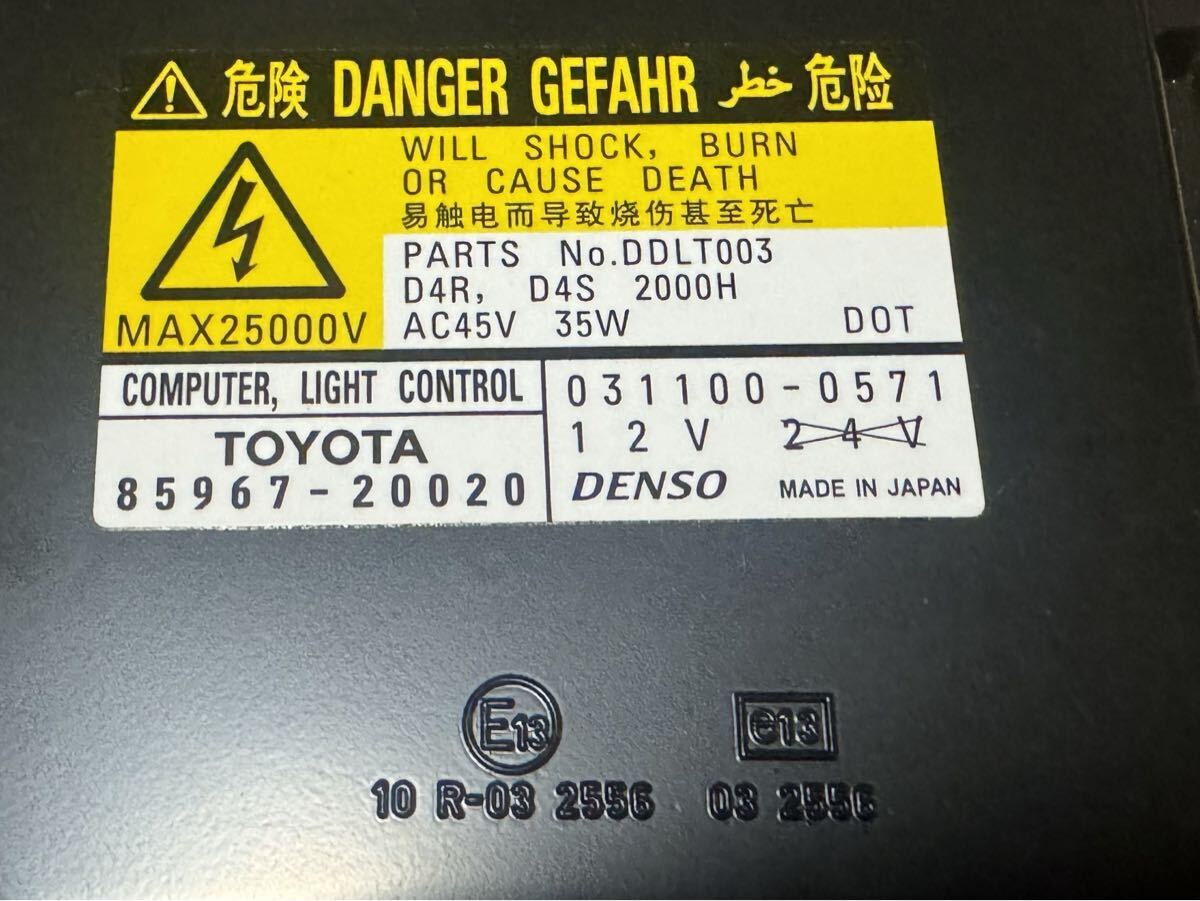 危険 DANGER GEFAHR خطر 危险
WILL SHOCK, BURN
OR CAUSE DEATH
易触电而导致烧伤甚至死亡
MAX25000V
PARTS No.DDLT003
D4R, D4S 2000H
AC45V 35W DOT
COMPUTER, LIGHT CONTROL
TOYOTA
85967-20020
031100-0571
12V 24V
DENSO MADE IN JAPAN
E13 e13
10 R-03 2556 03 2556